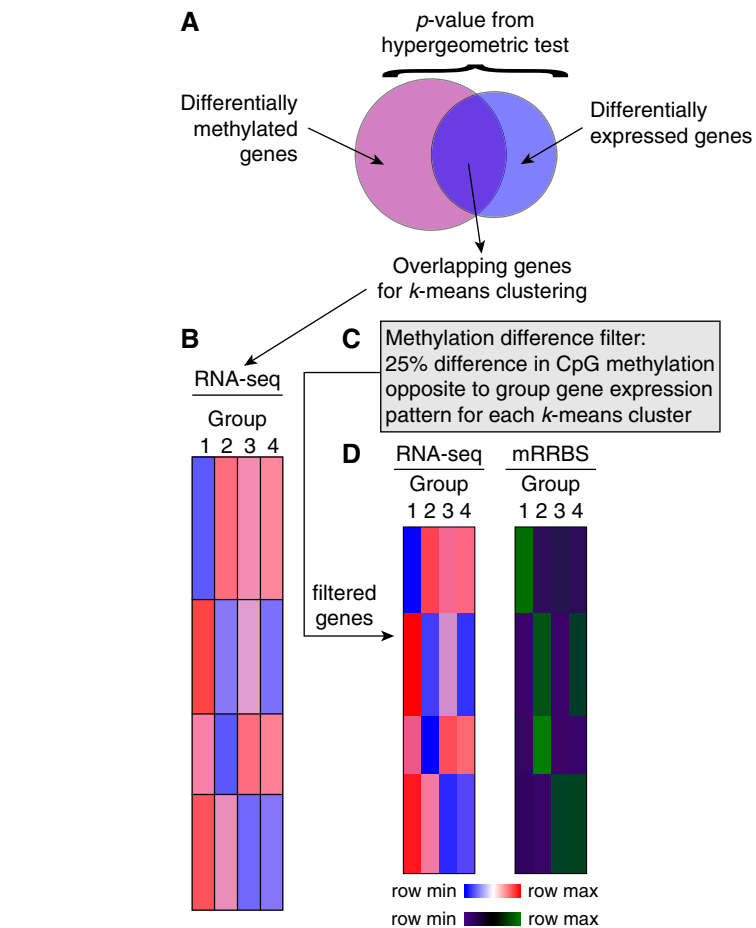 A
p-value from
hypergeometric test
Differentially
methylated
genes
Differentially
expressed genes
Overlapping genes
for k-means clustering
B
RNA-seq
Group
1 2 3 4
C
Methylation difference filter:
25% difference in CpG methylation
opposite to group gene expression
pattern for each k-means cluster
D
RNA-seq
Group
1 2 3 4
mRRBS
Group
1 2 3 4
filtered
genes
row min row max
row min row max